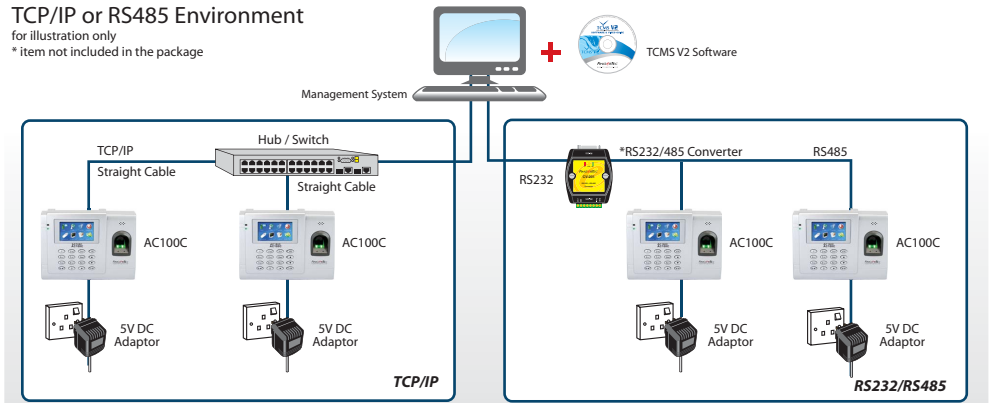 TCP/IP or RS485 Environment
for illustration only
* item not included in the package
TCMS V2
TCMS V2 Software
Management System
TCP/IP
Straight Cable
Hub / Switch
Straight Cable
AC100C
AC100C
5V DC
Adaptor
5V DC
Adaptor
TCP/IP
RS232
*RS232/485 Converter
RS485
AC100C
AC100C
5V DC
Adaptor
5V DC
Adaptor
RS232/RS485